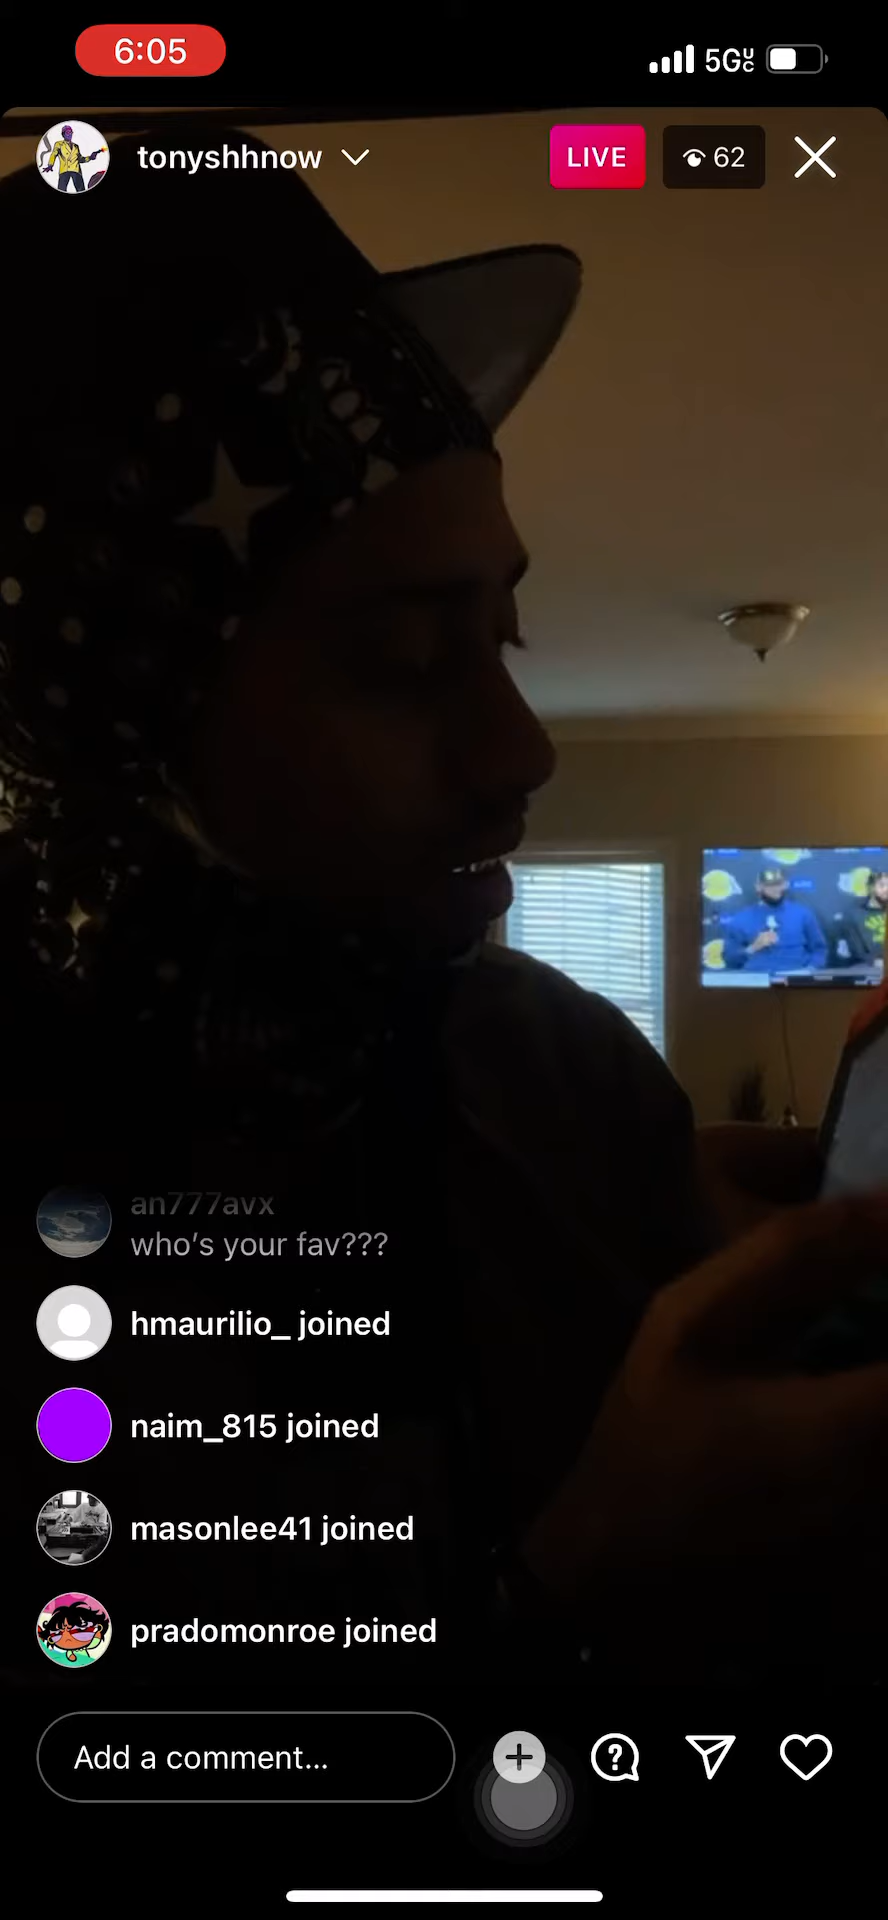 6:05
5GUC
tonyshhnow
LIVE
62
an777avx
who's your fav???
hmaurilio_ joined
naim_815 joined
masonlee41 joined
pradomonroe joined
Add a comment...